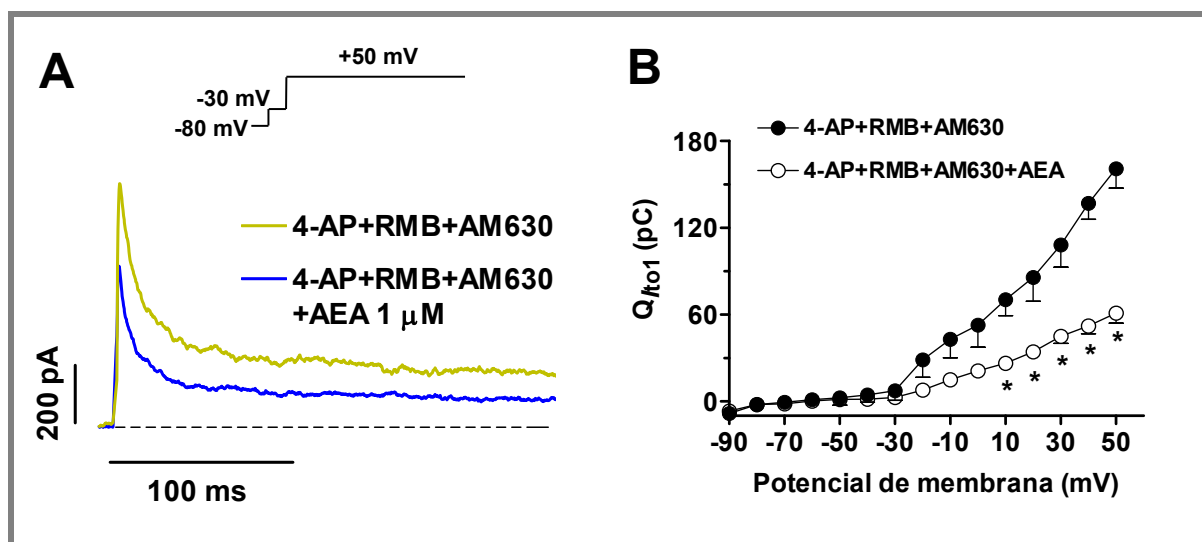 A
+50 mV
-30 mV
-80 mV
4-AP+RMB+AM630
4-AP+RMB+AM630
+AEA 1 μM
200 pA
100 ms
B
4-AP+RMB+AM630
4-AP+RMB+AM630+AEA
180
120
60
0
QIto1 (pC)
* * * * *
-90 -70 -50 -30 -10 10 30 50
Potencial de membrana (mV)